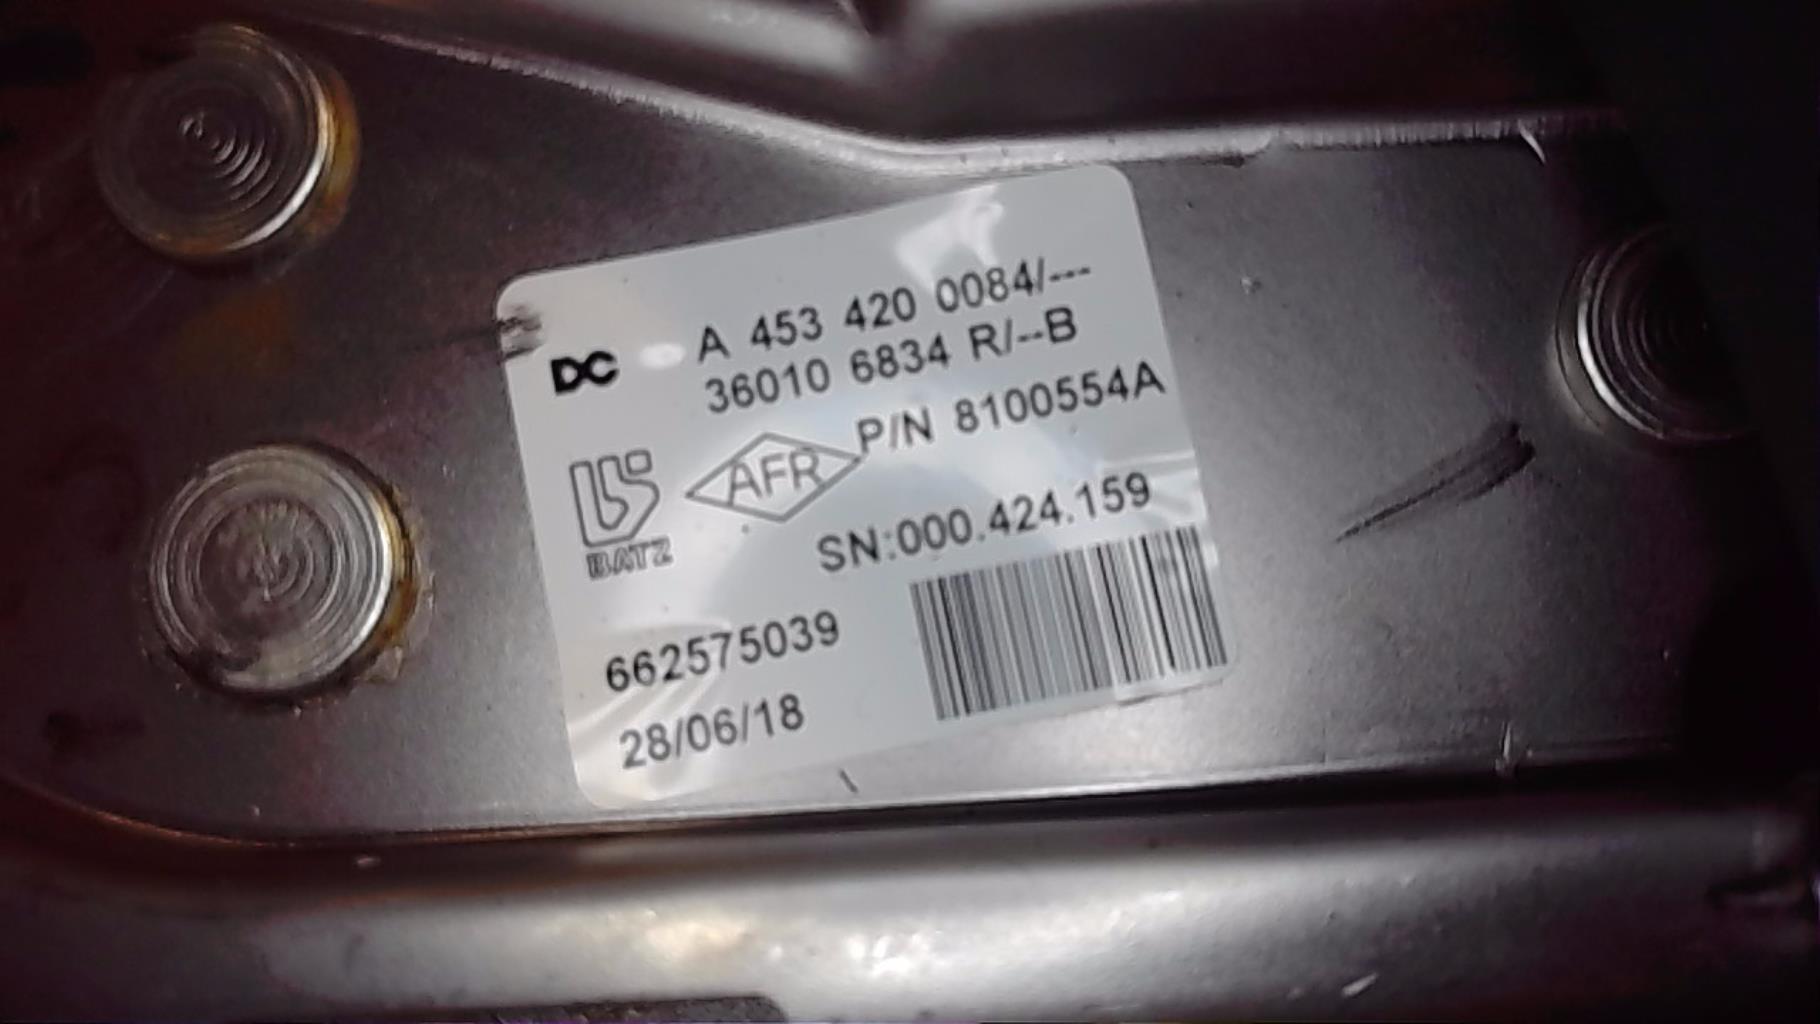 A 453 420 0084/---
DC 36010 6834 R/--B
P/N 8100554A
AFR
BATZ
SN:000.424.159
662575039
28/06/18